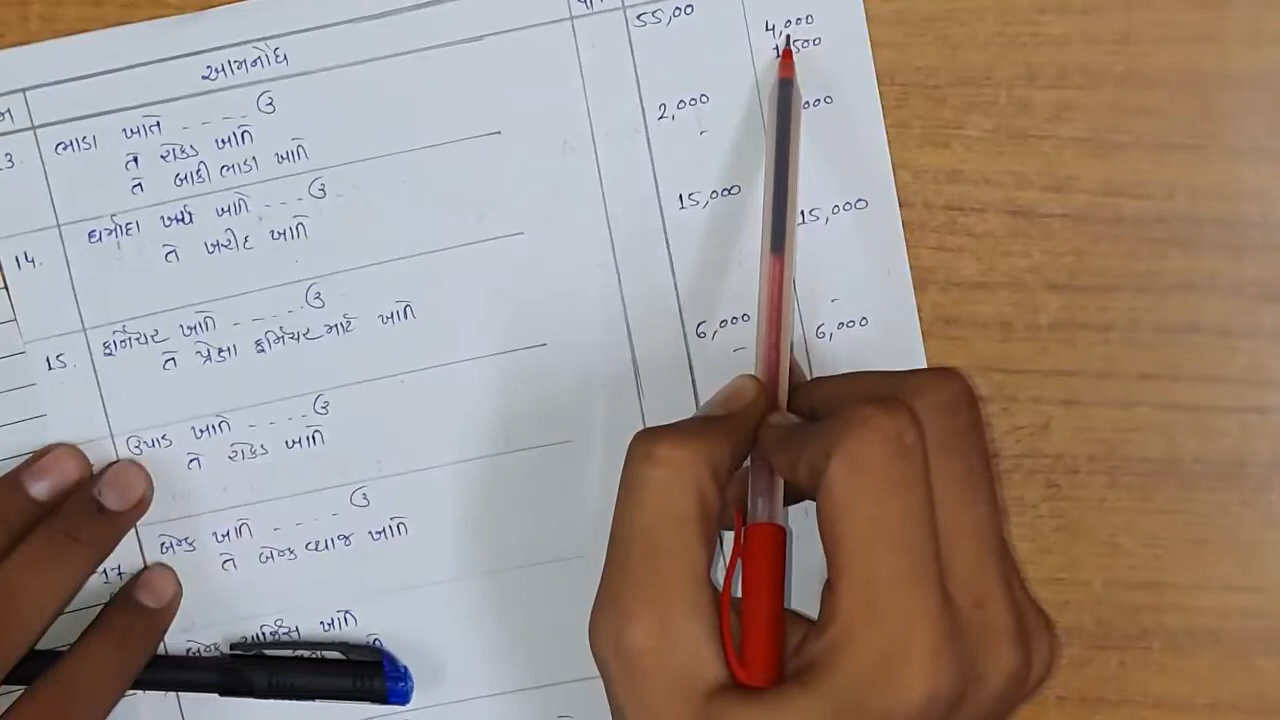 આમનોંધ
55,00 4,000
ભાડા ખાતે - - - - ઉ
તે રોકડ ખાતે
તે બાકી ભાડા ખાતે
14. ધર્માદા ખર્ચ ખાતે - - - - ઉ 2,000
તે ખરીદ ખાતે
15. ફર્નિચર ખાતે - - - - - ઉ 15,000
તે પ્રેક્ષા ફર્નિચર માર્ટ ખાતે 15,000
ઉપાડ ખાતે - - - - - ઉ 6,000
તે રોકડ ખાતે 6,000
17 બેન્ક ખાતે - - - - - ઉ
તે બેન્ક વ્યાજ ખાતે
બેન્ક ચાર્જિસ ખાતે